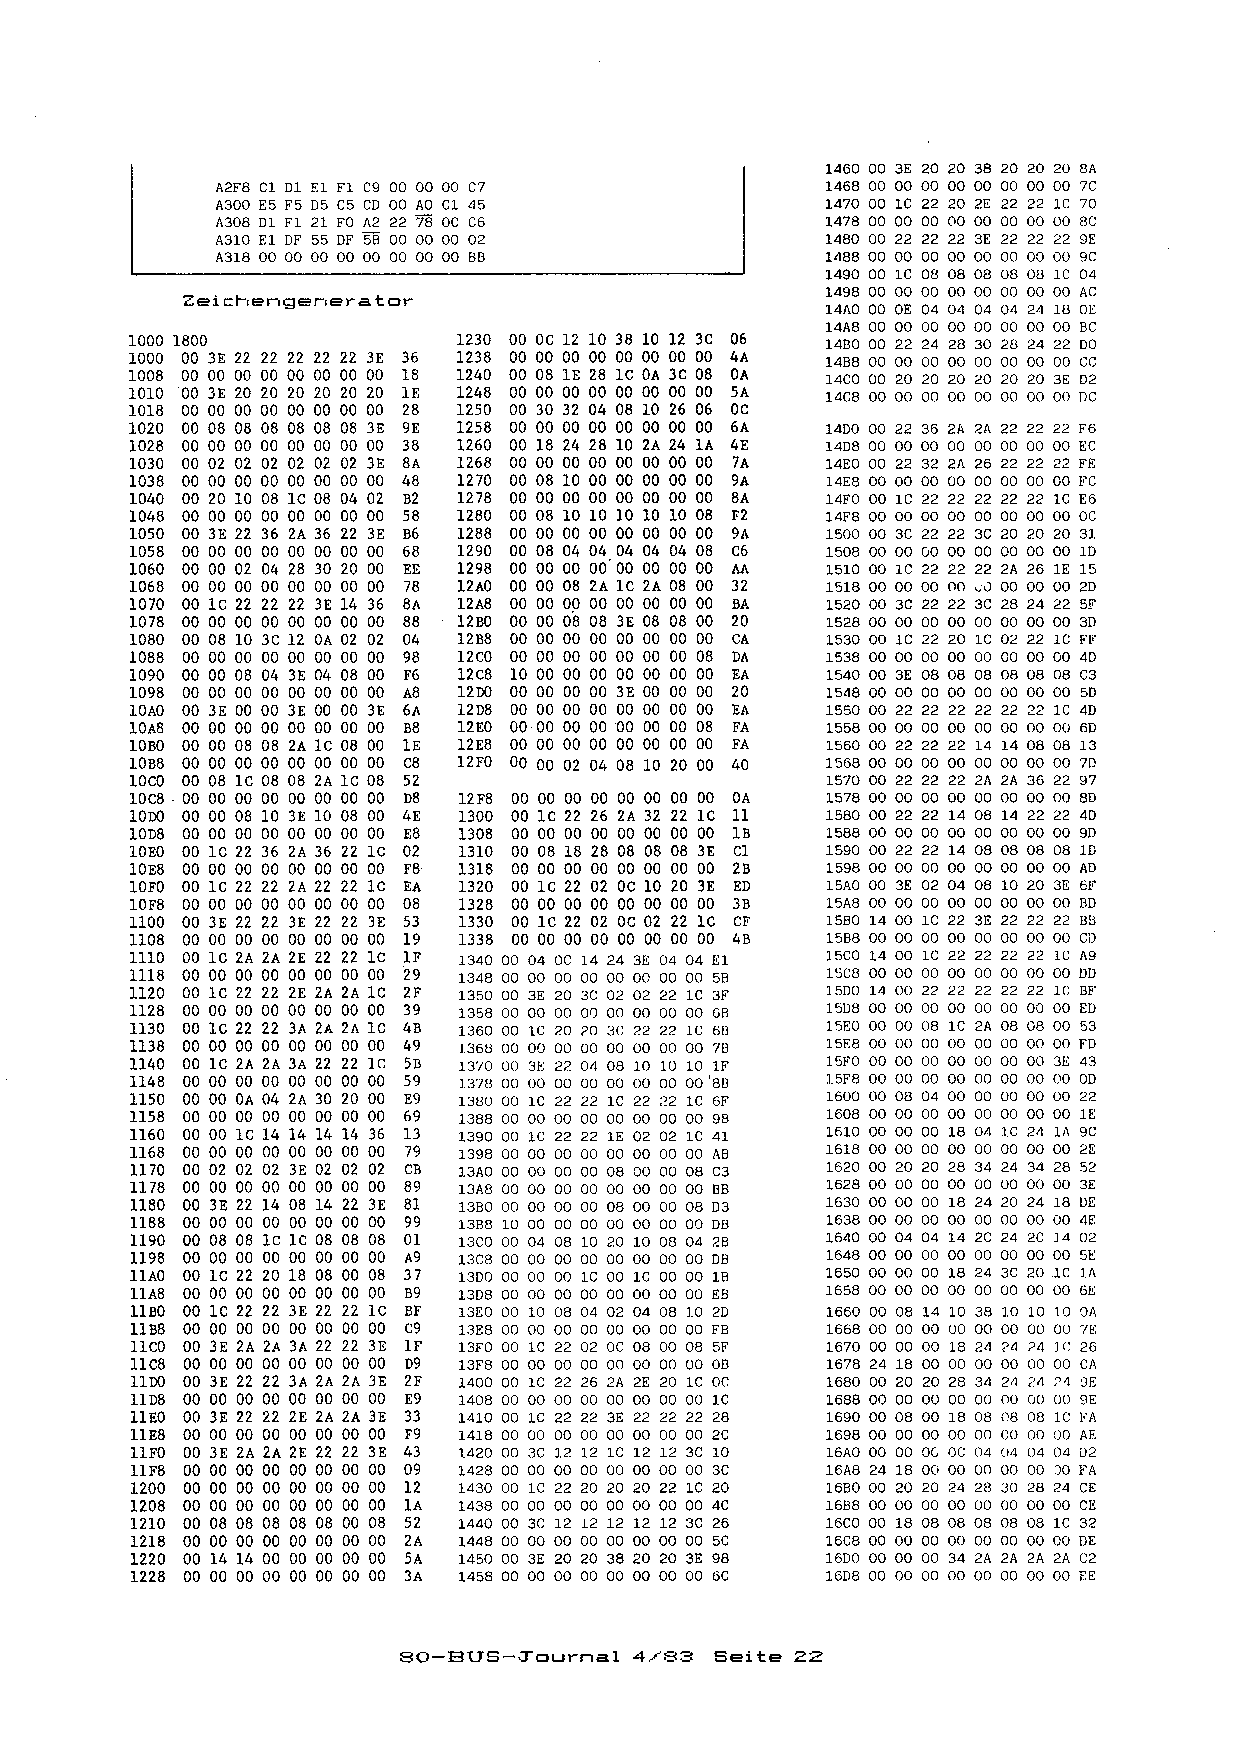 A2F8 C1 D1 E1 F1 C9 00 00 00 C7
A300 E5 F5 D5 C5 CD 00 A0 C1 45
A308 D1 F1 21 F0 A2 22 78 0C C6
A310 E1 DF 55 DF 5B 00 00 00 02
A318 00 00 00 00 00 00 00 00 BB
Zeichengenerator
1000 1800
1000 00 3E 22 22 22 22 22 3E 36
1008 00 00 00 00 00 00 00 00 18
1010 00 3E 20 20 20 20 20 20 1E
1018 00 00 00 00 00 00 00 00 28
1020 00 08 08 08 08 08 08 3E 9E
1028 00 00 00 00 00 00 00 00 38
1030 00 02 02 02 02 02 02 3E 8A
1038 00 00 00 00 00 00 00 00 48
1040 00 20 10 08 1C 08 04 02 B2
1048 00 00 00 00 00 00 00 00 58
1050 00 3E 22 36 2A 36 22 3E B6
1058 00 00 00 00 00 00 00 00 68
1060 00 00 02 04 28 30 20 00 EE
1068 00 00 00 00 00 00 00 00 78
1070 00 1C 22 22 22 3E 14 36 8A
1078 00 00 00 00 00 00 00 00 88
1080 00 08 10 3C 12 0A 02 02 04
1088 00 00 00 00 00 00 00 00 98
1090 00 00 08 04 3E 04 08 00 F6
1098 00 00 00 00 00 00 00 00 A8
10A0 00 3E 00 00 3E 00 00 3E 6A
10A8 00 00 00 00 00 00 00 00 B8
10B0 00 00 08 08 2A 1C 08 00 1E
10B8 00 00 00 00 00 00 00 00 C8
10C0 00 08 1C 08 08 2A 1C 08 52
10C8 00 00 00 00 00 00 00 00 D8
10D0 00 00 08 10 3E 10 08 00 4E
10D8 00 00 00 00 00 00 00 00 E8
10E0 00 1C 22 36 2A 36 22 1C 02
10E8 00 00 00 00 00 00 00 00 F8
10F0 00 1C 22 22 2A 22 22 1C EA
10F8 00 00 00 00 00 00 00 00 08
1100 00 3E 22 22 3E 22 22 3E 53
1108 00 00 00 00 00 00 00 00 19
1110 00 1C 2A 2A 2E 22 22 1C 1F
1118 00 00 00 00 00 00 00 00 29
1120 00 1C 22 22 2E 2A 2A 1C 2F
1128 00 00 00 00 00 00 00 00 39
1130 00 1C 22 22 3A 2A 2A 1C 4B
1138 00 00 00 00 00 00 00 00 49
1140 00 1C 2A 2A 3A 22 22 1C 5B
1148 00 00 00 00 00 00 00 00 59
1150 00 00 0A 04 2A 30 20 00 E9
1158 00 00 00 00 00 00 00 00 69
1160 00 00 1C 14 14 14 14 36 13
1168 00 00 00 00 00 00 00 00 79
1170 00 02 02 02 3E 02 02 02 CB
1178 00 00 00 00 00 00 00 00 89
1180 00 3E 22 14 08 14 22 3E 81
1188 00 00 00 00 00 00 00 00 99
1190 00 08 08 1C 1C 08 08 08 01
1198 00 00 00 00 00 00 00 00 A9
11A0 00 1C 22 20 18 08 00 08 37
11A8 00 00 00 00 00 00 00 00 B9
11B0 00 1C 22 22 3E 22 22 1C BF
11B8 00 00 00 00 00 00 00 00 C9
11C0 00 3E 2A 2A 3A 22 22 3E 1F
11C8 00 00 00 00 00 00 00 00 D9
11D0 00 3E 22 22 3A 2A 2A 3E 2F
11D8 00 00 00 00 00 00 00 00 E9
11E0 00 3E 22 22 2E 2A 2A 3E 33
11E8 00 00 00 00 00 00 00 00 F9
11F0 00 3E 2A 2A 2E 22 22 3E 43
11F8 00 00 00 00 00 00 00 00 09
1200 00 00 00 00 00 00 00 00 12
1208 00 00 00 00 00 00 00 00 1A
1210 00 08 08 08 08 08 00 08 52
1218 00 00 00 00 00 00 00 00 2A
1220 00 14 14 00 00 00 00 00 5A
1228 00 00 00 00 00 00 00 00 3A
1230 00 0C 12 10 38 10 12 3C 06
1238 00 00 00 00 00 00 00 00 4A
1240 00 08 1E 28 1C 0A 3C 08 0A
1248 00 00 00 00 00 00 00 00 5A
1250 00 30 32 04 08 10 26 06 0C
1258 00 00 00 00 00 00 00 00 6A
1260 00 18 24 28 10 2A 24 1A 4E
1268 00 00 00 00 00 00 00 00 7A
1270 00 08 10 00 00 00 00 00 9A
1278 00 00 00 00 00 00 00 00 8A
1280 00 08 10 10 10 10 10 08 F2
1288 00 00 00 00 00 00 00 00 9A
1290 00 08 04 04 04 04 04 08 C6
1298 00 00 00 00 00 00 00 00 AA
12A0 00 00 08 2A 1C 2A 08 00 32
12A8 00 00 00 00 00 00 00 00 BA
12B0 00 00 08 08 3E 08 08 00 20
12B8 00 00 00 00 00 00 00 00 CA
12C0 00 00 00 00 00 00 00 08 DA
12C8 10 00 00 00 00 00 00 00 EA
12D0 00 00 00 00 3E 00 00 00 20
12D8 00 00 00 00 00 00 00 00 EA
12E0 00 00 00 00 00 00 00 08 FA
12E8 00 00 00 00 00 00 00 00 FA
12F0 00 00 02 04 08 10 20 00 40
12F8 00 00 00 00 00 00 00 00 0A
1300 00 1C 22 26 2A 32 22 1C 11
1308 00 00 00 00 00 00 00 00 1B
1310 00 08 18 28 08 08 08 3E C1
1318 00 00 00 00 00 00 00 00 2B
1320 00 1C 22 02 0C 10 20 3E ED
1328 00 00 00 00 00 00 00 00 3B
1330 00 1C 22 02 0C 02 22 1C CF
1338 00 00 00 00 00 00 00 00 4B
1340 00 04 0C 14 24 3E 04 04 E1
1348 00 00 00 00 00 00 00 00 5B
1350 00 3E 20 3C 02 02 22 1C 3F
1358 00 00 00 00 00 00 00 00 6B
1360 00 1C 20 20 3C 22 22 1C 6B
1368 00 00 00 00 00 00 00 00 7B
1370 00 3E 22 04 08 10 10 10 1F
1378 00 00 00 00 00 00 00 00 8B
1380 00 1C 22 22 1C 22 22 1C 6F
1388 00 00 00 00 00 00 00 00 9B
1390 00 1C 22 22 1E 02 02 1C 41
1398 00 00 00 00 00 00 00 00 AB
13A0 00 00 00 00 08 00 00 08 C3
13A8 00 00 00 00 00 00 00 00 BB
13B0 00 00 00 00 08 00 00 08 D3
13B8 10 00 00 00 00 00 00 00 DB
13C0 00 04 08 10 20 10 08 04 2B
13C8 00 00 00 00 00 00 00 00 DB
13D0 00 00 00 1C 00 1C 00 00 1B
13D8 00 00 00 00 00 00 00 00 EB
13E0 00 10 08 04 02 04 08 10 2D
13E8 00 00 00 00 00 00 00 00 FB
13F0 00 1C 22 02 0C 08 00 08 5F
13F8 00 00 00 00 00 00 00 00 0B
1400 00 1C 22 26 2A 2E 20 1C 0C
1408 00 00 00 00 00 00 00 00 1C
1410 00 1C 22 22 3E 22 22 22 28
1418 00 00 00 00 00 00 00 00 2C
1420 00 3C 12 12 1C 12 12 3C 10
1428 00 00 00 00 00 00 00 00 3C
1430 00 1C 22 20 20 20 22 1C 20
1438 00 00 00 00 00 00 00 00 4C
1440 00 3C 12 12 12 12 12 3C 26
1448 00 00 00 00 00 00 00 00 5C
1450 00 3E 20 20 38 20 20 3E 98
1458 00 00 00 00 00 00 00 00 6C
1460 00 3E 20 20 38 20 20 20 8A
1468 00 00 00 00 00 00 00 00 7C
1470 00 1C 22 20 2E 22 22 1C 70
1478 00 00 00 00 00 00 00 00 8C
1480 00 22 22 22 3E 22 22 22 9E
1488 00 00 00 00 00 00 00 00 9C
1490 00 1C 08 08 08 08 08 1C 04
1498 00 00 00 00 00 00 00 00 AC
14A0 00 0E 04 04 04 04 24 18 0E
14A8 00 00 00 00 00 00 00 00 BC
14B0 00 22 24 28 30 28 24 22 D0
14B8 00 00 00 00 00 00 00 00 CC
14C0 00 20 20 20 20 20 20 3E D2
14C8 00 00 00 00 00 00 00 00 DC
14D0 00 22 36 2A 2A 22 22 22 F6
14D8 00 00 00 00 00 00 00 00 EC
14E0 00 22 32 2A 26 22 22 22 FE
14E8 00 00 00 00 00 00 00 00 FC
14F0 00 1C 22 22 22 22 22 1C E6
14F8 00 00 00 00 00 00 00 00 0C
1500 00 3C 22 22 3C 20 20 20 31
1508 00 00 00 00 00 00 00 00 1D
1510 00 1C 22 22 22 2A 26 1E 15
1518 00 00 00 00 00 00 00 00 2D
1520 00 3C 22 22 3C 28 24 22 5F
1528 00 00 00 00 00 00 00 00 3D
1530 00 1C 22 20 1C 02 22 1C FF
1538 00 00 00 00 00 00 00 00 4D
1540 00 3E 08 08 08 08 08 08 C3
1548 00 00 00 00 00 00 00 00 5D
1550 00 22 22 22 22 22 22 1C 4D
1558 00 00 00 00 00 00 00 00 6D
1560 00 22 22 22 14 14 08 08 13
1568 00 00 00 00 00 00 00 00 7D
1570 00 22 22 22 2A 2A 36 22 97
1578 00 00 00 00 00 00 00 00 8D
1580 00 22 22 14 08 14 22 22 4D
1588 00 00 00 00 00 00 00 00 9D
1590 00 22 22 14 08 08 08 08 1B
1598 00 00 00 00 00 00 00 00 AD
15A0 00 3E 02 04 08 10 20 3E 6F
15A8 00 00 00 00 00 00 00 00 BD
15B0 14 00 1C 22 3E 22 22 22 BB
15B8 00 00 00 00 00 00 00 00 CD
15C0 14 00 1C 22 22 22 22 1C A9
15C8 00 00 00 00 00 00 00 00 DD
15D0 14 00 22 22 22 22 22 1C BF
15D8 00 00 00 00 00 00 00 00 ED
15E0 00 00 08 1C 2A 08 08 00 53
15E8 00 00 00 00 00 00 00 00 FD
15F0 00 00 00 00 00 00 00 3E 43
15F8 00 00 00 00 00 00 00 00 0D
1600 00 08 04 00 00 00 00 00 22
1608 00 00 00 00 00 00 00 00 1E
1610 00 00 00 18 04 1C 24 1A 9C
1618 00 00 00 00 00 00 00 00 2E
1620 00 20 20 28 34 24 34 28 52
1628 00 00 00 00 00 00 00 00 3E
1630 00 00 00 18 24 20 24 18 DE
1638 00 00 00 00 00 00 00 00 4E
1640 00 04 04 14 2C 24 2C 14 02
1648 00 00 00 00 00 00 00 00 5E
1650 00 00 00 18 24 3C 20 1C 1A
1658 00 00 00 00 00 00 00 00 6E
1660 00 08 14 10 38 10 10 10 0A
1668 00 00 00 00 00 00 00 00 7E
1670 00 00 00 18 24 24 24 1C 26
1678 24 18 00 00 00 00 00 00 CA
1680 00 20 20 28 34 24 24 24 9E
1688 00 00 00 00 00 00 00 00 9E
1690 00 08 00 18 08 08 08 1C FA
1698 00 00 00 00 00 00 00 00 AE
16A0 00 00 00 0C 04 04 04 04 D2
16A8 24 18 00 00 00 00 00 00 FA
16B0 00 20 20 24 28 30 28 24 CE
16B8 00 00 00 00 00 00 00 00 CE
16C0 00 18 08 08 08 08 08 1C 32
16C8 00 00 00 00 00 00 00 00 DE
16D0 00 00 00 34 2A 2A 2A 2A C2
16D8 00 00 00 00 00 00 00 00 EE
80-BUS-Journal 4/83 Seite 22